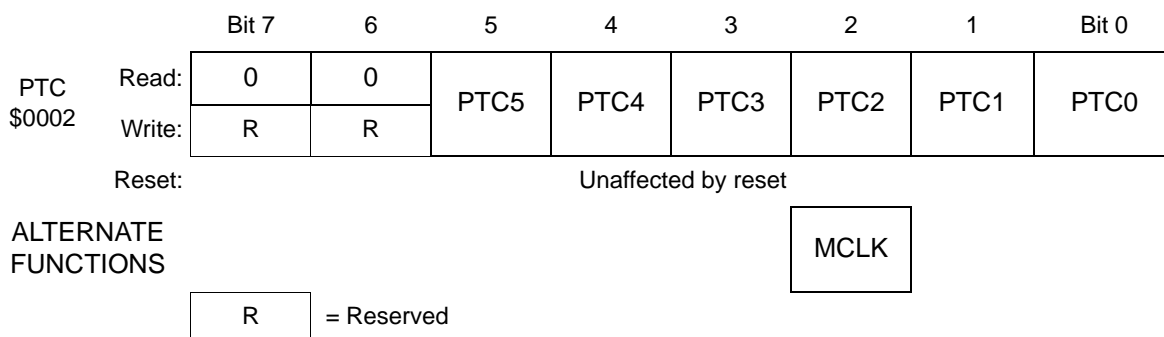 Bit 7 6 5 4 3 2 1 Bit 0
PTC $0002
Read: 0 0 PTC5 PTC4 PTC3 PTC2 PTC1 PTC0
Write: R R
Reset: Unaffected by reset
ALTERNATE
FUNCTIONS
MCLK
R = Reserved